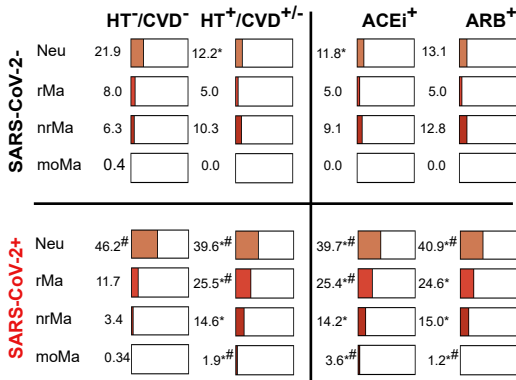 HT⁻/CVD⁻ HT⁺/CVD⁺/⁻ ACEi⁺ ARB⁺
SARS-CoV-2-
Neu 21.9 12.2* 11.8* 13.1
rMa 8.0 5.0 5.0 5.0
nrMa 6.3 10.3 9.1 12.8
moMa 0.4 0.0 0.0 0.0
SARS-CoV-2+
Neu 46.2# 39.6*# 39.7*# 40.9*#
rMa 11.7 25.5*# 25.4*# 24.6*
nrMa 3.4 14.6* 14.2* 15.0*
moMa 0.34 1.9*# 3.6*# 1.2*#